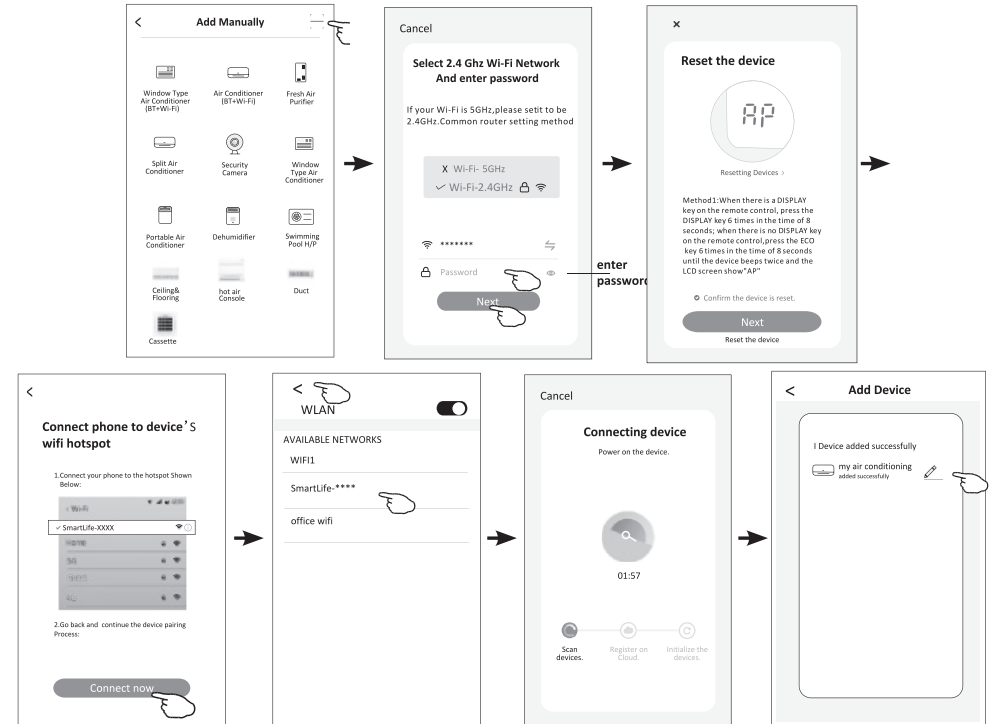 <
Add Manually
Window Type
Air Conditioner
(BT+Wi-Fi)
Air Conditioner
(BT+Wi-Fi)
Fresh Air
Purifier
Split Air
Conditioner
Security
Camera
Window
Type Air
Conditioner
Portable Air
Conditioner
Dehumidifier
Swimming
Pool H/P
Ceiling&
Flooring
hot air
Console
Duct
Cassette
Cancel
Select 2.4 Ghz Wi-Fi Network
And enter password
If your Wi-Fi is 5GHz,please setit to be
2.4GHz.Common router setting method
X Wi-Fi- 5GHz
Wi-Fi-2.4GHz
*******
Password
enter
password
Next
×
Reset the device
AP
Resetting Devices >
Method1:When there is a DISPLAY
key on the remote control, press the
DISPLAY key 6 times in the time of 8
seconds; when there is no DISPLAY key
on the remote control,press the ECO
key 6 times in the time of 8 seconds
until the device beeps twice and the
LCD screen show"AP"
Confirm the device is reset.
Next
Reset the device
<
Connect phone to device'S
wifi hotspot
1.Connect your phone to the hotspot Shown
Below:
< Wi-Fi
SmartLife-XXXX
HOME
2.Go back and continue the device pairing
Process:
Connect now
<
WLAN
AVAILABLE NETWORKS
WIFI1
SmartLife-****
office wifi
Cancel
Connecting device
Power on the device.
01:57
Scan
devices.
Register on
Cloud.
Initialize the
devices.
<
Add Device
I Device added successfully
my air conditioning
added successfully